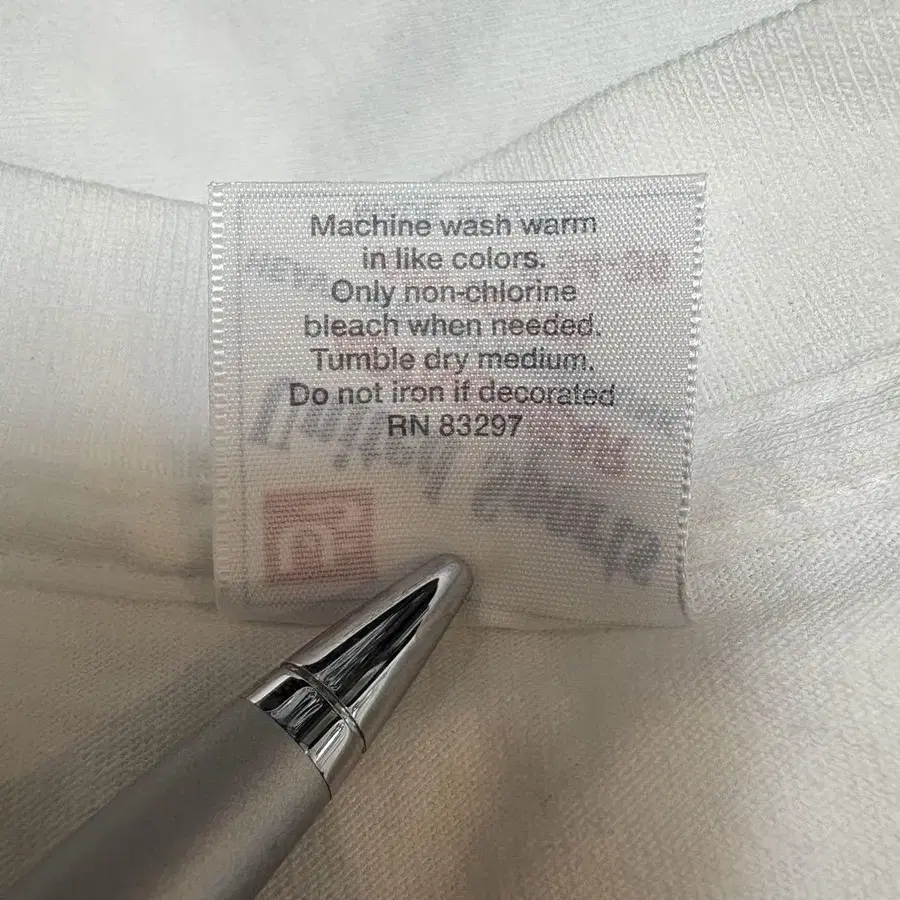 Machine wash warm
in like colors.
Only non-chlorine
bleach when needed.
Tumble dry medium.
Do not iron if decorated
RN 83297